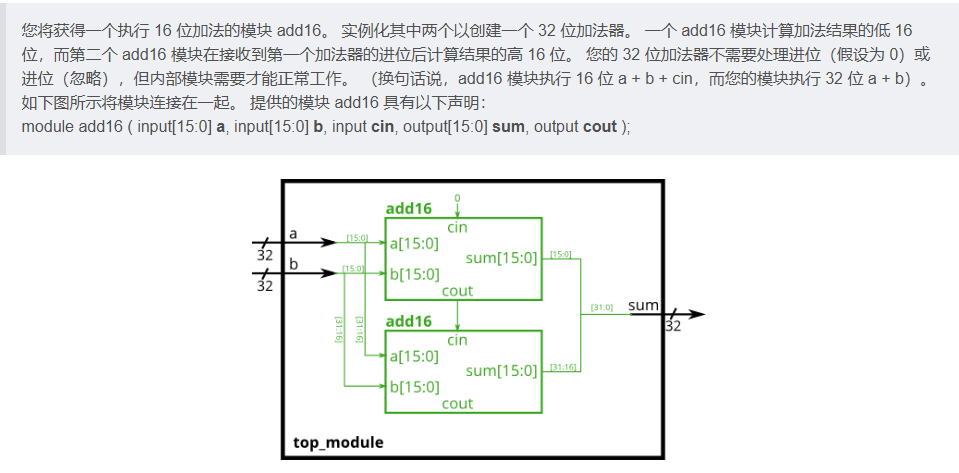 您将获得一个执行 16 位加法的模块 add16。 实例化其中两个以创建一个 32 位加法器。 一个 add16 模块计算加法结果的低 16
位，而第二个 add16 模块在接收到第一个加法器的进位后计算结果的高 16 位。 您的 32 位加法器不需要处理进位（假设为 0）或
进位（忽略），但内部模块需要才能正常工作。 （换句话说，add16 模块执行 16 位 a + b + cin，而您的模块执行 32 位 a + b）。
如下图所示将模块连接在一起。 提供的模块 add16 具有以下声明：
module add16 ( input[15:0] a, input[15:0] b, input cin, output[15:0] sum, output cout );
0
add16
cin
a
[15:0]
a[15:0]
32
sum[15:0]
[15:0]
b
[15:0]
b[15:0]
32
cout
[31:0]
sum
32
add16
[31:16]
[31:16]
cin
a[15:0]
sum[15:0]
[31:16]
b[15:0]
cout
top_module